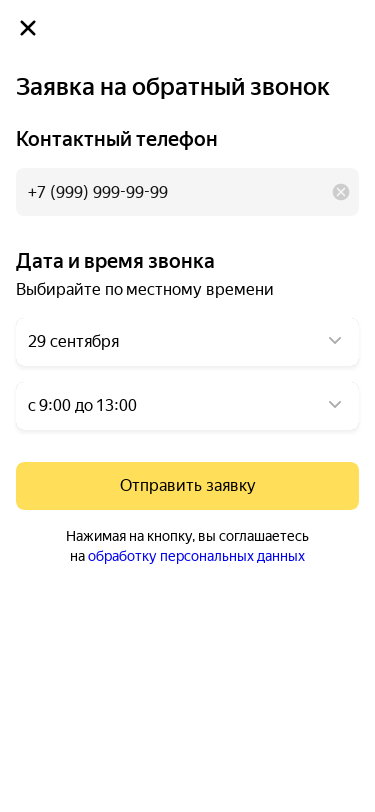 Заявка на обратный звонок
Контактный телефон
+7 (999) 999-99-99
Дата и время звонка
Выбирайте по местному времени
29 сентября
с 9:00 до 13:00
Отправить заявку
Нажимая на кнопку, вы соглашаетесь
на обработку персональных данных